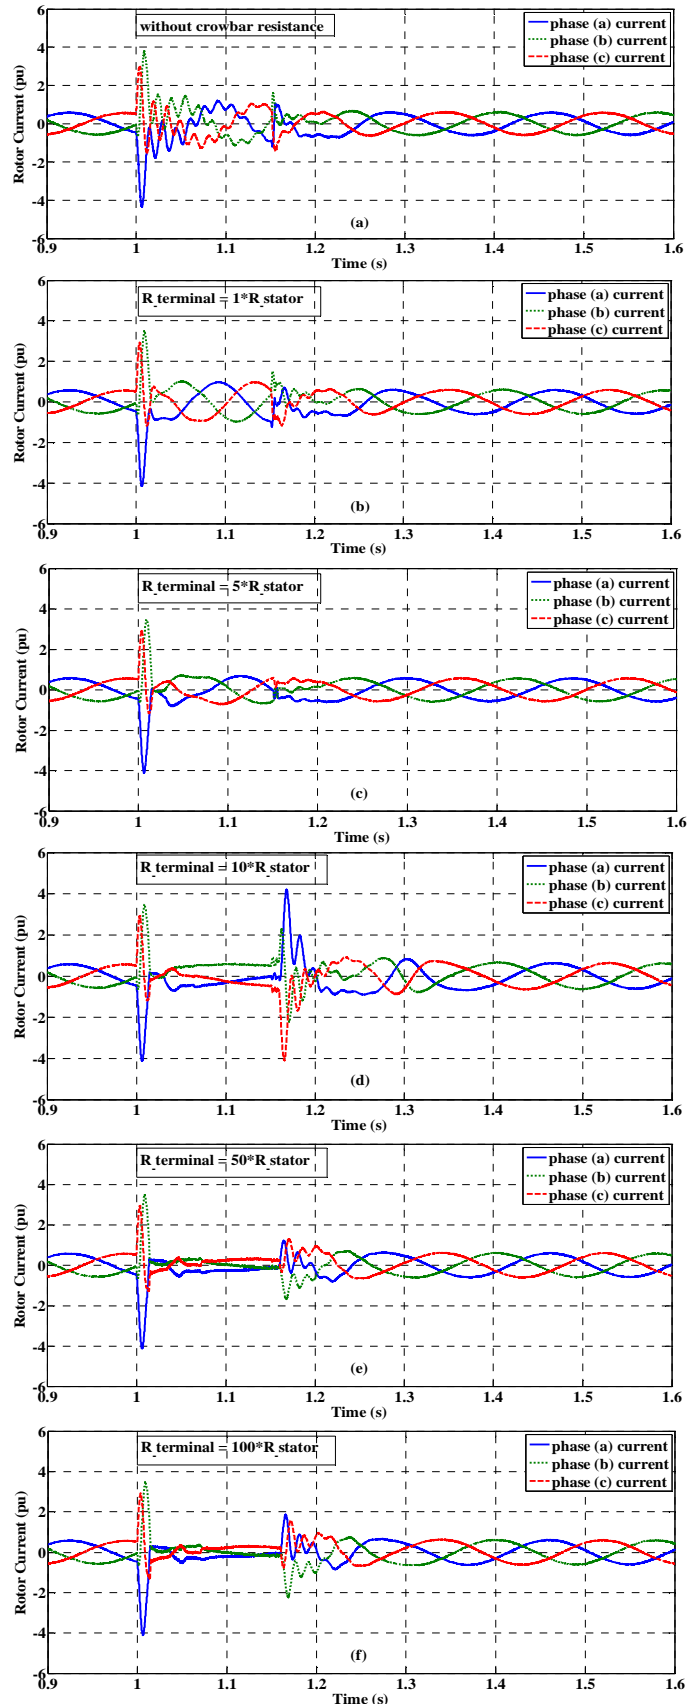 6
4
2
0
-2
-4
-6
Rotor Current (pu)
without crowbar resistance
phase (a) current
phase (b) current
phase (c) current
(a)
0.9 1 1.1 1.2 1.3 1.4 1.5 1.6
Time (s)
6
4
2
0
-2
-4
-6
Rotor Current (pu)
R_terminal = 1*R_stator
phase (a) current
phase (b) current
phase (c) current
(b)
0.9 1 1.1 1.2 1.3 1.4 1.5 1.6
Time (s)
6
4
2
0
-2
-4
-6
Rotor Current (pu)
R_terminal = 5*R_stator
phase (a) current
phase (b) current
phase (c) current
(c)
0.9 1 1.1 1.2 1.3 1.4 1.5 1.6
Time (s)
6
4
2
0
-2
-4
-6
Rotor Current (pu)
R_terminal = 10*R_stator
phase (a) current
phase (b) current
phase (c) current
(d)
0.9 1 1.1 1.2 1.3 1.4 1.5 1.6
Time (s)
6
4
2
0
-2
-4
-6
Rotor Current (pu)
R_terminal = 50*R_stator
phase (a) current
phase (b) current
phase (c) current
(e)
0.9 1 1.1 1.2 1.3 1.4 1.5 1.6
Time (s)
6
4
2
0
-2
-4
-6
Rotor Current (pu)
R_terminal = 100*R_stator
phase (a) current
phase (b) current
phase (c) current
(f)
0.9 1 1.1 1.2 1.3 1.4 1.5 1.6
Time (s)